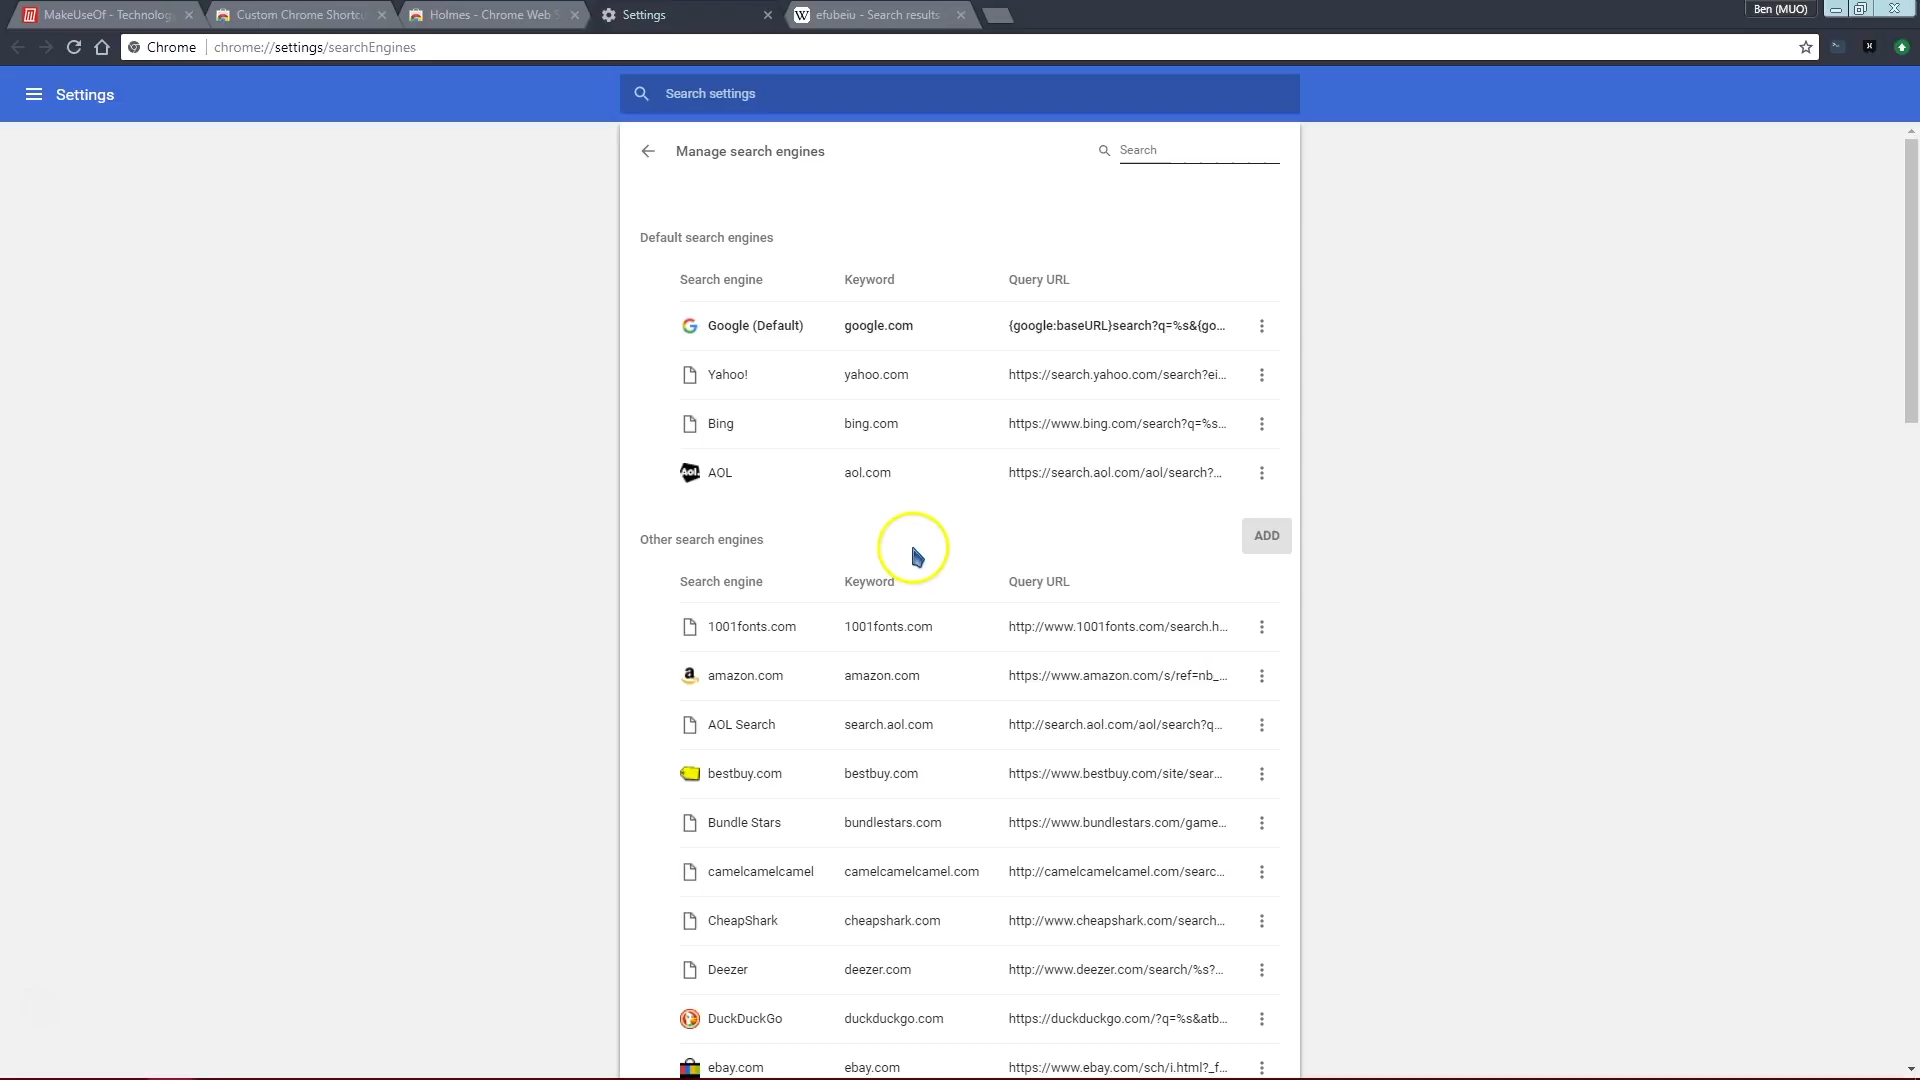 MakeUseOf - Technolog
Custom Chrome Shortcu
Holmes - Chrome Web S
Settings
W
efubeiu - Search results
Ben (MUO)
Chrome
chrome://settings/searchEngines
Settings
Search settings
Manage search engines
Search
Default search engines
Search engine Keyword Query URL
Google (Default) google.com {google:baseURL}search?q=%s&{go...
Yahoo! yahoo.com https://search.yahoo.com/search?ei...
Bing bing.com https://www.bing.com/search?q=%s...
Aol. AOL aol.com https://search.aol.com/aol/search?...
Other search engines ADD
Search engine Keyword Query URL
1001fonts.com 1001fonts.com http://www.1001fonts.com/search.h...
a amazon.com amazon.com https://www.amazon.com/s/ref=nb_...
AOL Search search.aol.com http://search.aol.com/aol/search?q...
bestbuy.com bestbuy.com https://www.bestbuy.com/site/sear...
Bundle Stars bundlestars.com https://www.bundlestars.com/game...
camelcamelcamel camelcamelcamel.com http://camelcamelcamel.com/searc...
CheapShark cheapshark.com http://www.cheapshark.com/search...
Deezer deezer.com http://www.deezer.com/search/%s?...
DuckDuckGo duckduckgo.com https://duckduckgo.com/?q=%s&atb...
ebay.com ebay.com https://www.ebay.com/sch/i.html?_f...